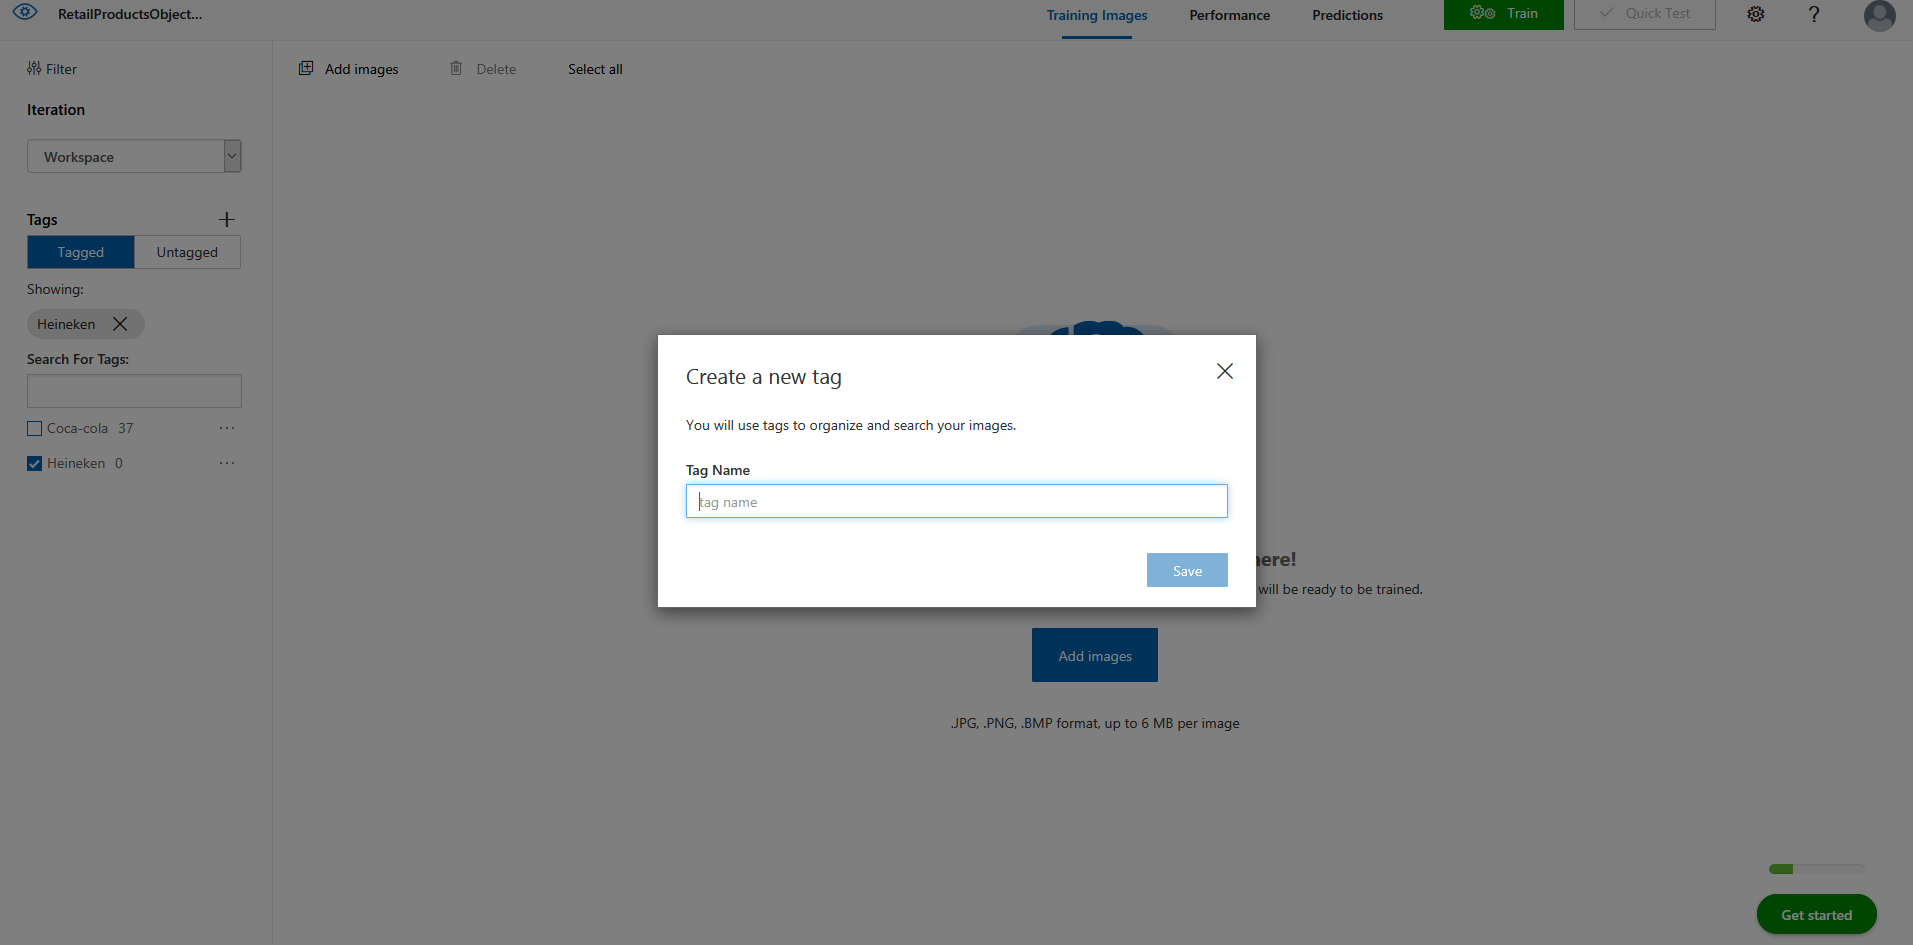 RetailProductsObject...
Training Images
Performance
Predictions
Train
Quick Test
?
Filter
Add images
Delete
Select all
Iteration
Workspace
Tags
Tagged
Untagged
Showing:
Heineken
Search For Tags:
Coca-cola 37
Heineken 0
Create a new tag
You will use tags to organize and search your images.
Tag Name
tag name
Save
will be ready to be trained.
Add images
.JPG, .PNG, .BMP format, up to 6 MB per image
Get started